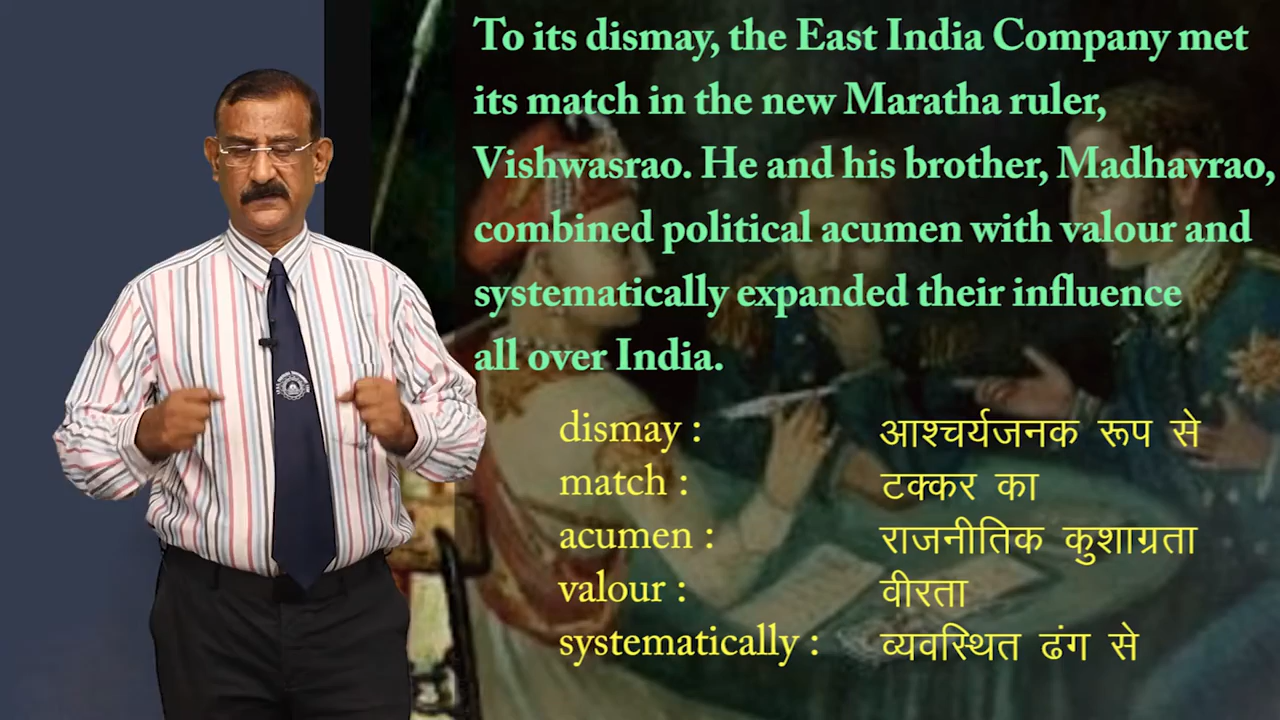 To its dismay, the East India Company met
its match in the new Maratha ruler,
Vishwasrao. He and his brother, Madhavrao,
combined political acumen with valour and
systematically expanded their influence
all over India.
dismay : आश्चर्यजनक रूप से
match : टक्कर का
acumen : राजनीतिक कुशाग्रता
valour : वीरता
systematically : व्यवस्थित ढंग से